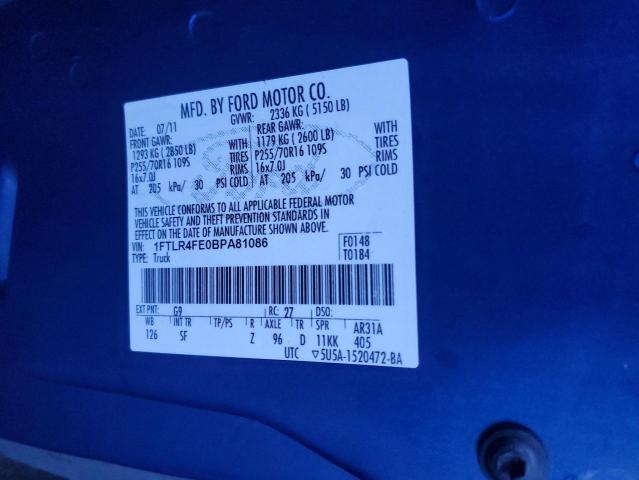 MFD. BY FORD MOTOR CO.
DATE: 07/11 GVWR: 2336 KG ( 5150 LB)
FRONT GAWR: REAR GAWR:
1293 KG ( 2850 LB) WITH 1179 KG ( 2600 LB) WITH
P255/70R16 109S TIRES P255/70R16 109S TIRES
16x7.0J RIMS 16x7.0J RIMS
AT 205 kPa/ 30 PSI COLD AT 205 kPa/ 30 PSI COLD
THIS VEHICLE CONFORMS TO ALL APPLICABLE FEDERAL MOTOR
VEHICLE SAFETY AND THEFT PREVENTION STANDARDS IN
EFFECT ON THE DATE OF MANUFACTURE SHOWN ABOVE.
VIN: 1FTLR4FE0BPA81086 F0148
TYPE: Truck T0184
EXT PNT: G9 RC: 27 DSO:
WB INT TR TP/PS R AXLE TR SPR AR31A
126 SF Z 96 D 11KK 405
UTC ▽5U5A-1520472-BA